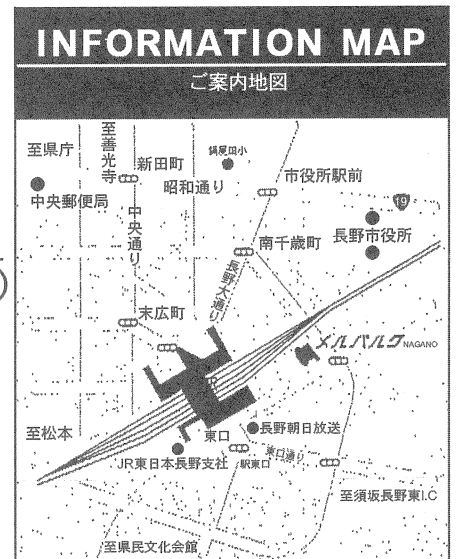 INFORMATION MAP
ご案内地図
至県庁
至善光寺
新田町
鍋屋田小
市役所駅前
中央郵便局
昭和通り
19
中央通り
南千歳町
長野市役所
長野大通り
末広町
メルパルク NAGANO
至松本
東口
長野朝日放送
JR東日本長野支社
駅東口
東口通り
至須坂長野東I.C
至県民文化会館